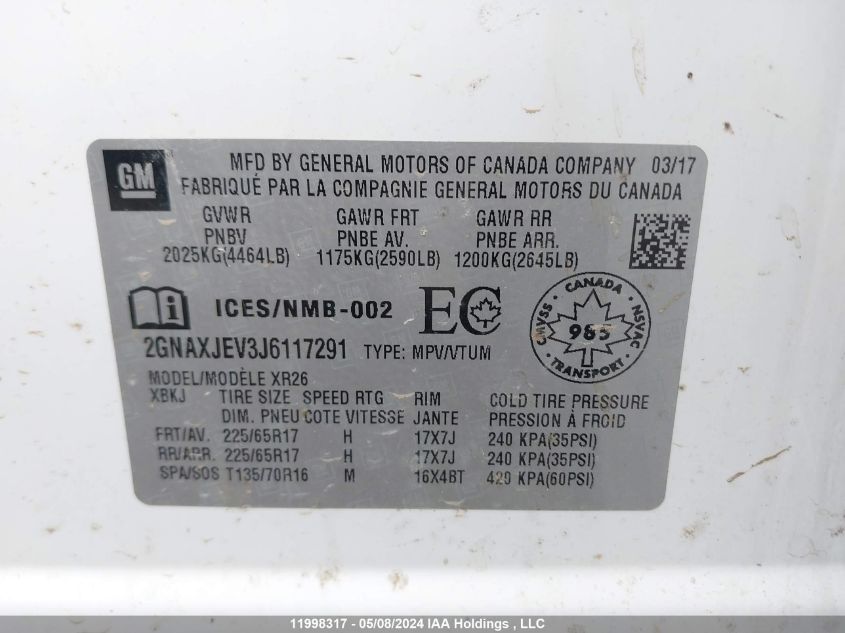 GM
MFD BY GENERAL MOTORS OF CANADA COMPANY 03/17
FABRIQUÉ PAR LA COMPAGNIE GENERAL MOTORS DU CANADA
GVWR GAWR FRT GAWR RR
PNBV PNBE AV. PNBE ARR.
2025KG(4464LB) 1175KG(2590LB) 1200KG(2645LB)
i ICES/NMB-002 EC
CANADA
CMVSS 985 NSVAC
TRANSPORT
2GNAXJEV3J6117291 TYPE: MPV/VTUM
MODEL/MODÈLE XR26
XBKJ TIRE SIZE SPEED RTG RIM COLD TIRE PRESSURE
DIM. PNEU COTE VITESSE JANTE PRESSION À FROID
FRT/AV. 225/65R17 H 17X7J 240 KPA(35PSI)
RR/ARR. 225/65R17 H 17X7J 240 KPA(35PSI)
SPA/SOS T135/70R16 M 16X4BT 420 KPA(60PSI)
11998317 - 05/08/2024 IAA Holdings , LLC